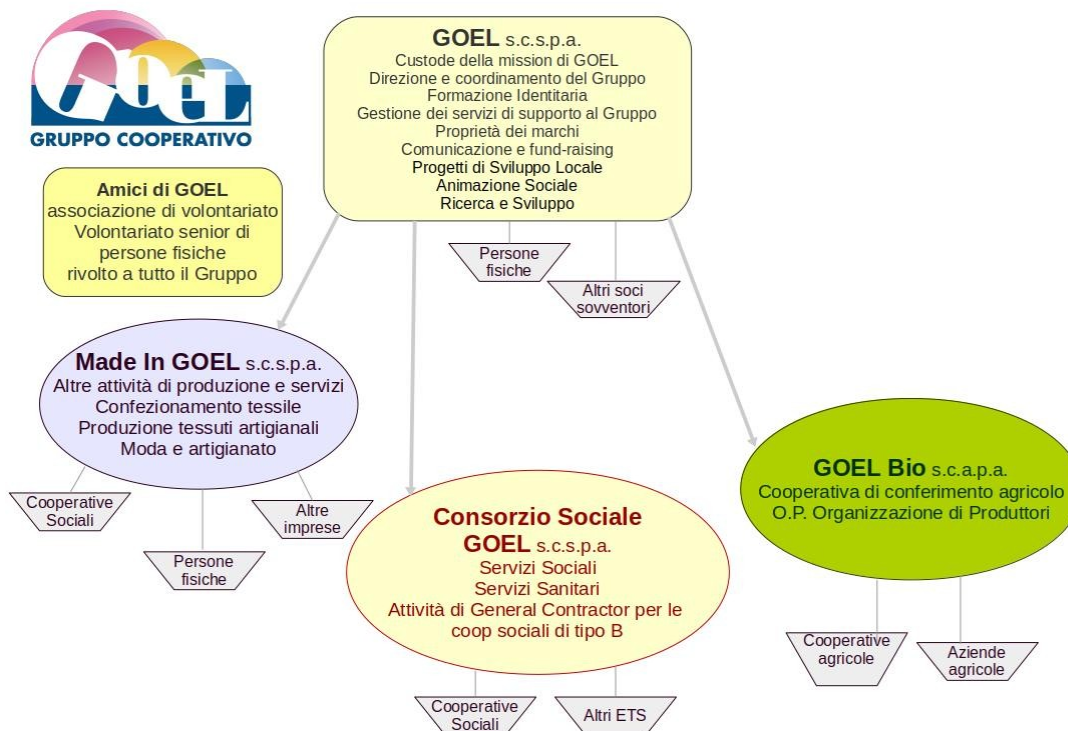 GOEL
GRUPPO COOPERATIVO
GOEL s.c.s.p.a.
Custode della mission di GOEL
Direzione e coordinamento del Gruppo
Formazione Identitaria
Gestione dei servizi di supporto al Gruppo
Proprietà dei marchi
Comunicazione e fund-raising
Progetti di Sviluppo Locale
Animazione Sociale
Ricerca e Sviluppo
Amici di GOEL
associazione di volontariato
Volontariato senior di
persone fisiche
rivolto a tutto il Gruppo
Persone
fisiche
Altri soci
sovventori
Made In GOEL s.c.s.p.a.
Altre attività di produzione e servizi
Confezionamento tessile
Produzione tessuti artigianali
Moda e artigianato
Cooperative
Sociali
Persone
fisiche
Altre
imprese
Consorzio Sociale
GOEL s.c.s.p.a.
Servizi Sociali
Servizi Sanitari
Attività di General Contractor per le
coop sociali di tipo B
Cooperative
Sociali
Altri ETS
GOEL Bio s.c.a.p.a.
Cooperativa di conferimento agricolo
O.P. Organizzazione di Produttori
Cooperative
agricole
Aziende
agricole